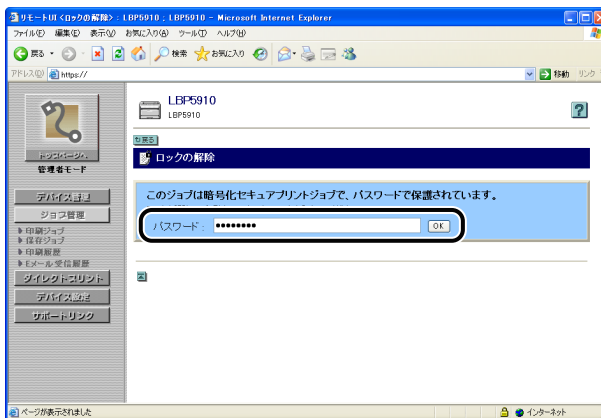 リモートUI <ロックの解除> : LBP5910 ; LBP5910 - Microsoft Internet Explorer
ファイル(F) 編集(E) 表示(V) お気に入り(A) ツール(T) ヘルプ(H)
戻る 検索 お気に入り
アドレス(D) https:// 移動 リンク
LBP5910
LBP5910
トップページへ
管理者モード
戻る
ロックの解除
デバイス管理
ジョブ管理
印刷ジョブ
保存ジョブ
印刷履歴
Eメール受信履歴
ダイレクトプリント
デバイス設定
サポートリンク
このジョブは暗号化セキュアプリントジョブで、パスワードで保護されています。
パスワード : •••••••• OK
ページが表示されました インターネット